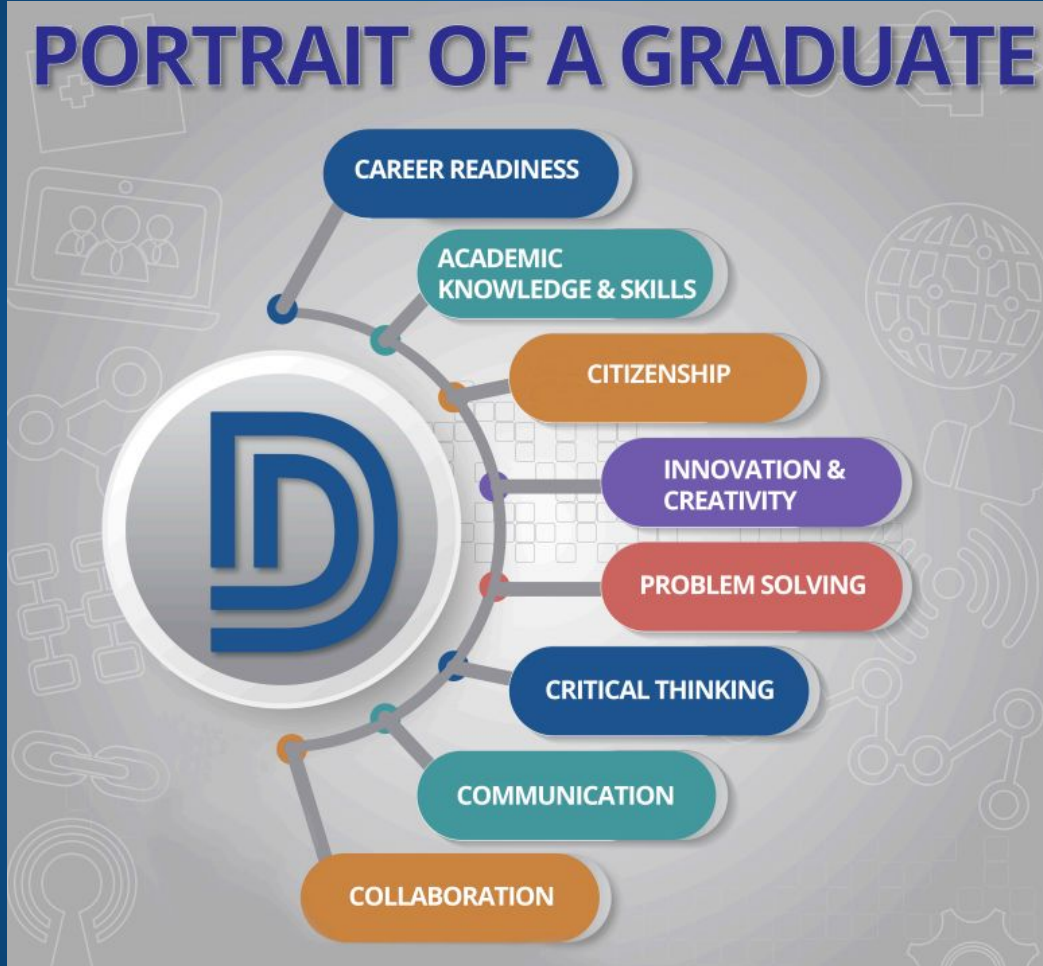 PORTRAIT OF A GRADUATE
CAREER READINESS
ACADEMIC
KNOWLEDGE & SKILLS
CITIZENSHIP
INNOVATION &
CREATIVITY
PROBLEM SOLVING
CRITICAL THINKING
COMMUNICATION
COLLABORATION
D